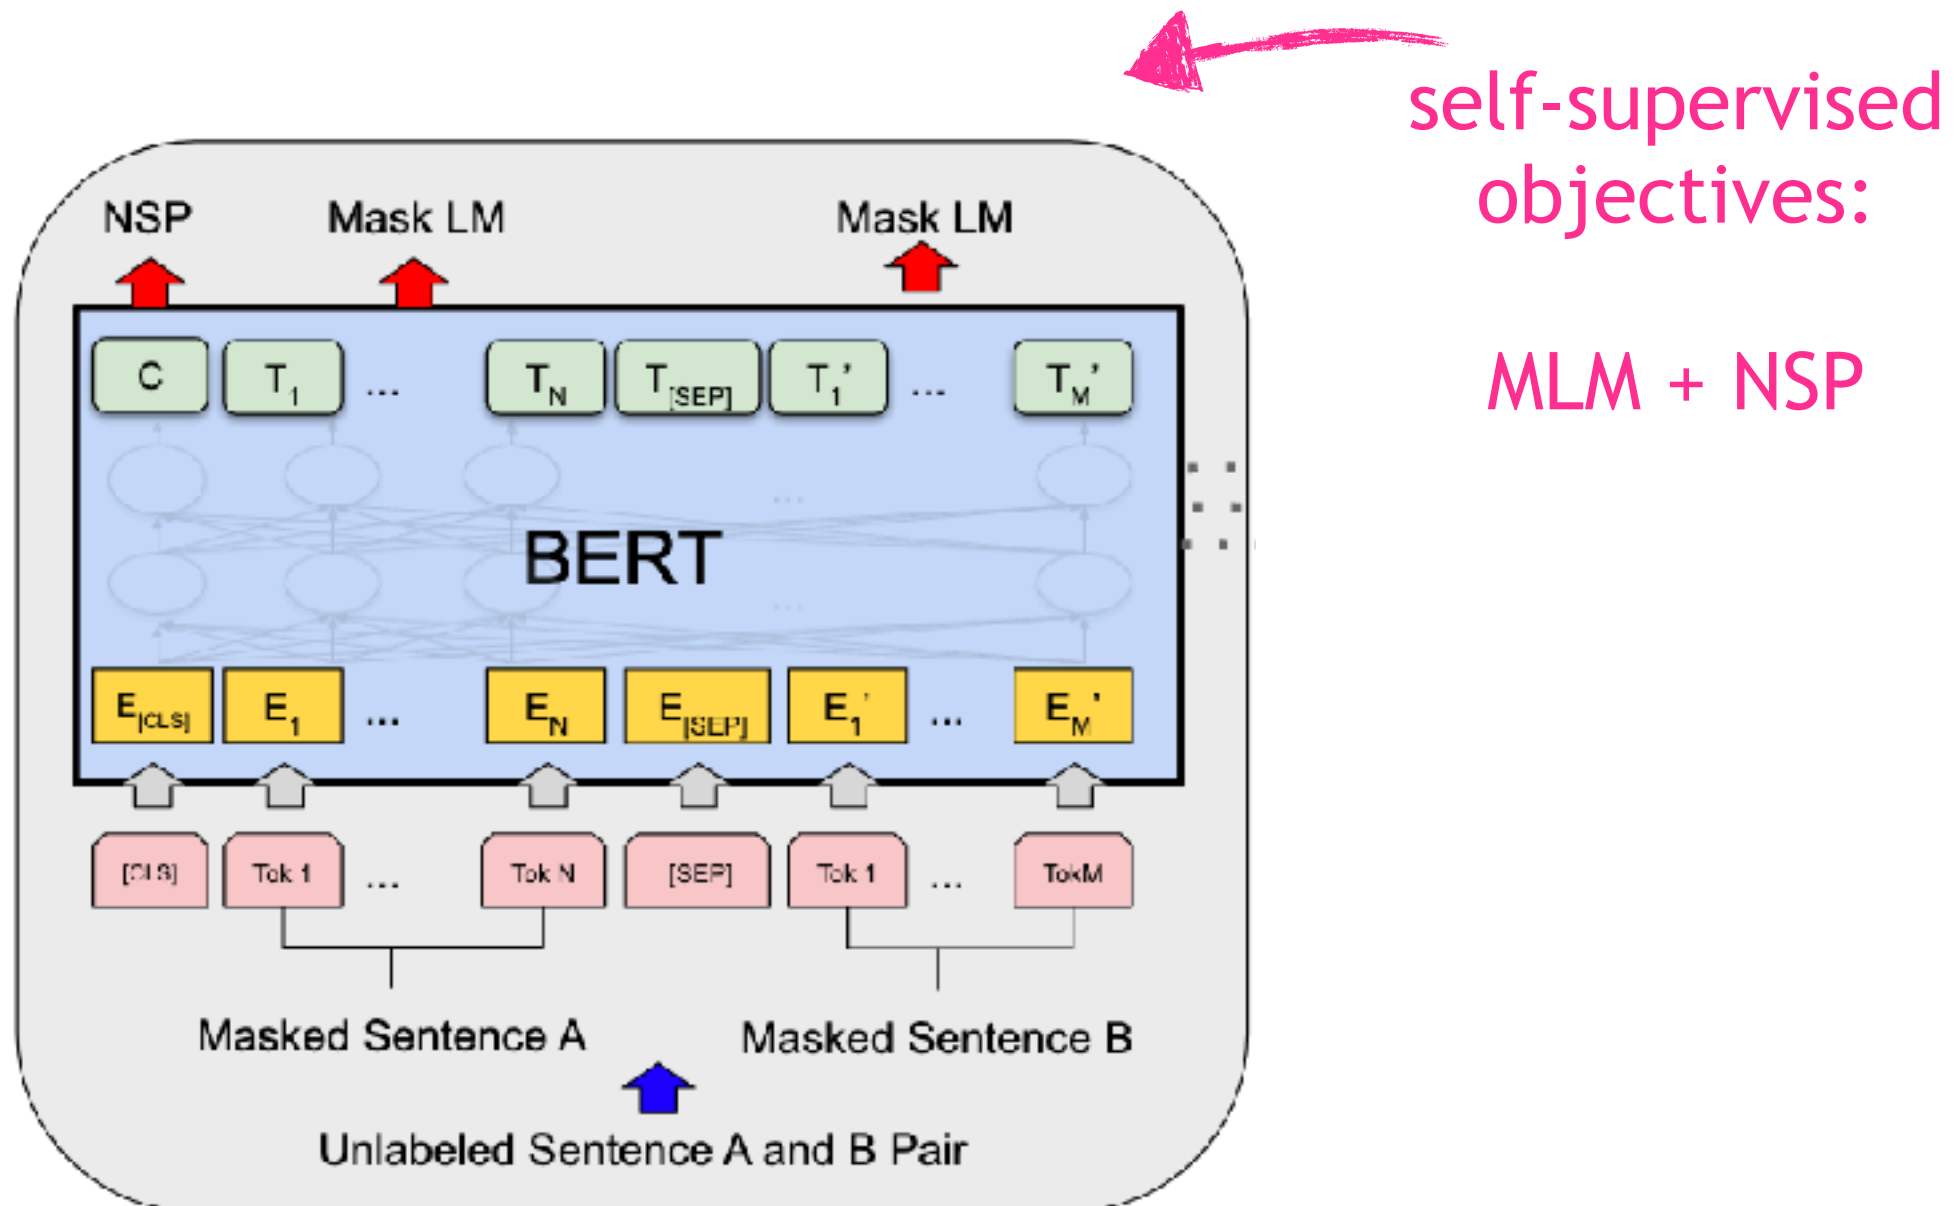 self-supervised
objectives:
MLM + NSP
NSP Mask LM Mask LM
C T1 ... TN T[SEP] T1' ... TM'
...
BERT
...
E[CLS] E1 ... EN E[SEP] E1' ... EM'
[CLS] Tok 1 ... Tok N [SEP] Tok 1 ... TokM
Masked Sentence A Masked Sentence B
Unlabeled Sentence A and B Pair